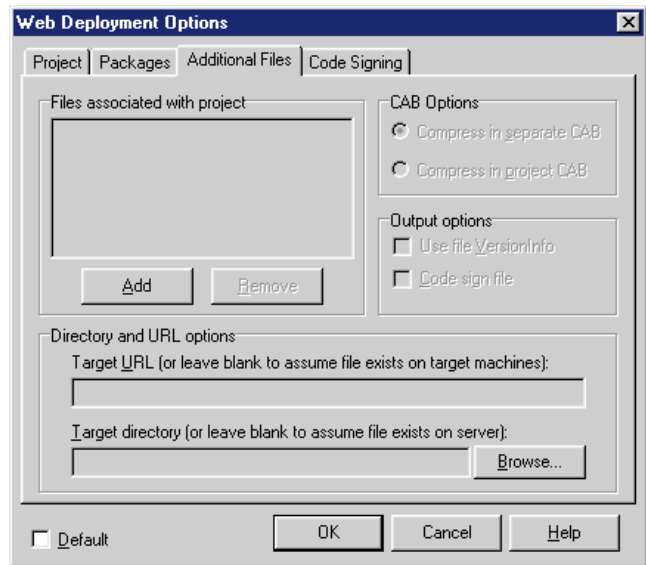 Web Deployment Options
Project Packages Additional Files Code Signing
Files associated with project
Add Remove
CAB Options
Compress in separate CAB
Compress in project CAB
Output options
Use file VersionInfo
Code sign file
Directory and URL options
Target URL (or leave blank to assume file exists on target machines):
Target directory (or leave blank to assume file exists on server):
Browse...
Default OK Cancel Help